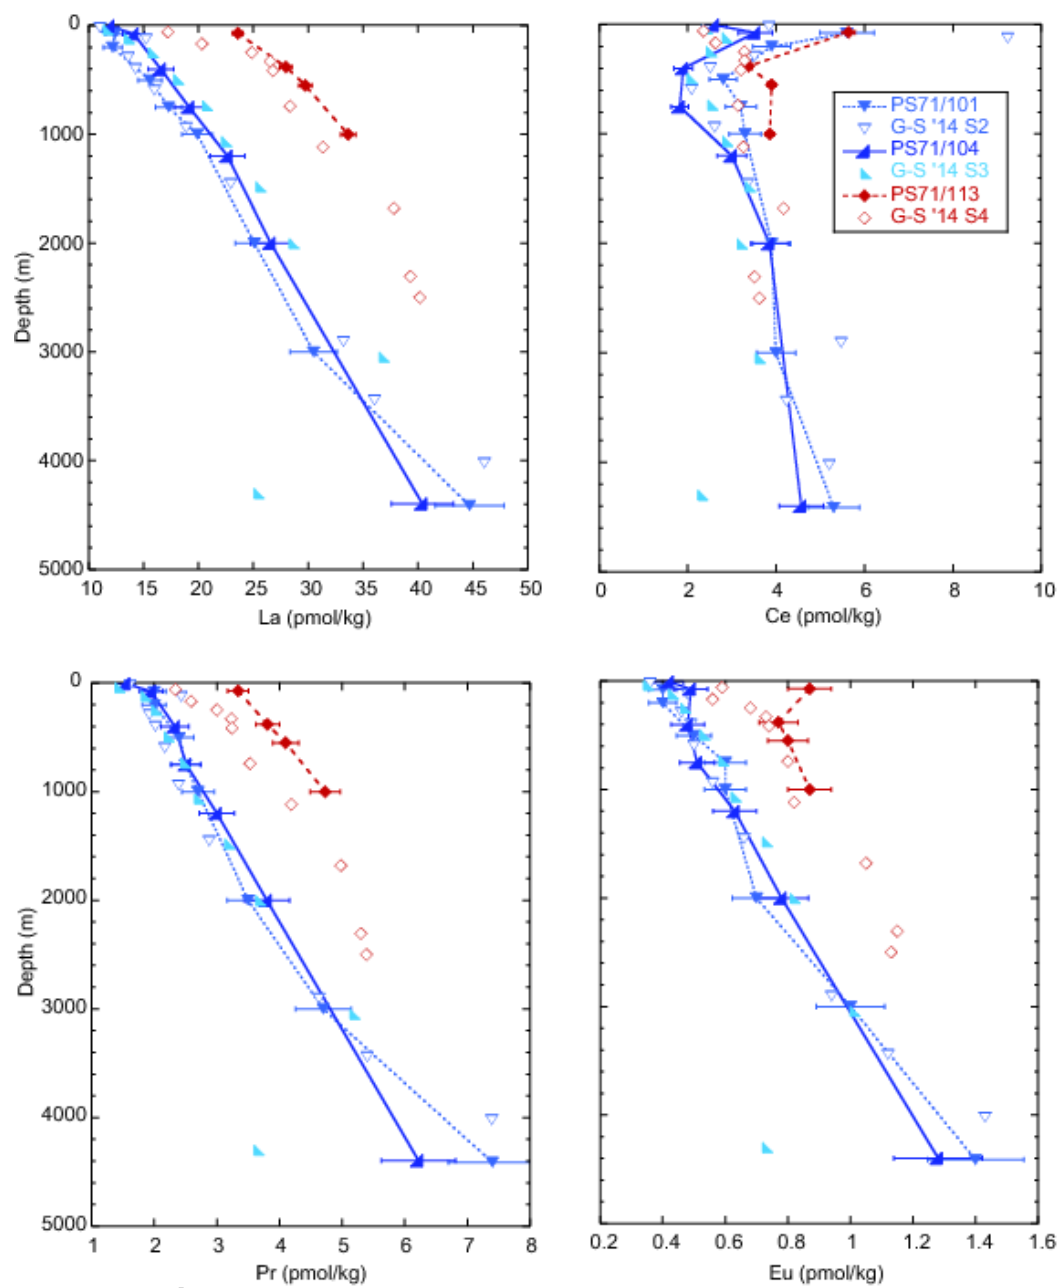 0
1000
2000
3000
4000
5000
Depth (m)
10 15 20 25 30 35 40 45 50
La (pmol/kg)
PS71/101
G-S '14 S2
PS71/104
G-S '14 S3
PS71/113
G-S '14 S4
0 2 4 6 8 10
Ce (pmol/kg)
0
1000
2000
3000
4000
5000
Depth (m)
1 2 3 4 5 6 7 8
Pr (pmol/kg)
0.2 0.4 0.6 0.8 1 1.2 1.4 1.6
Eu (pmol/kg)